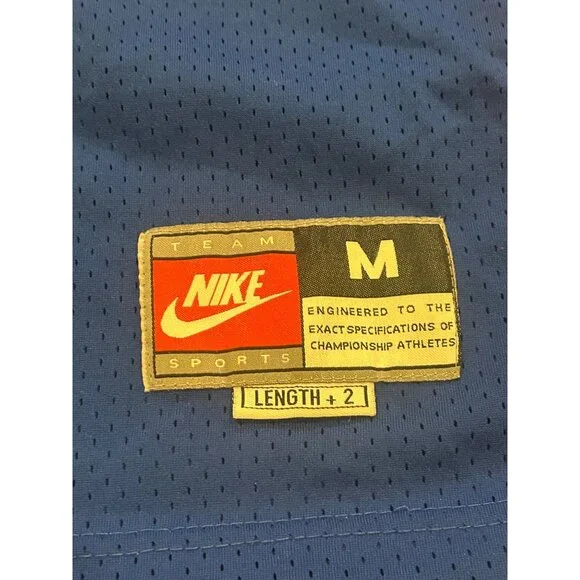 TEAM
NIKE
SPORTS
M
ENGINEERED TO THE
EXACT SPECIFICATIONS OF
CHAMPIONSHIP ATHLETES
LENGTH + 2